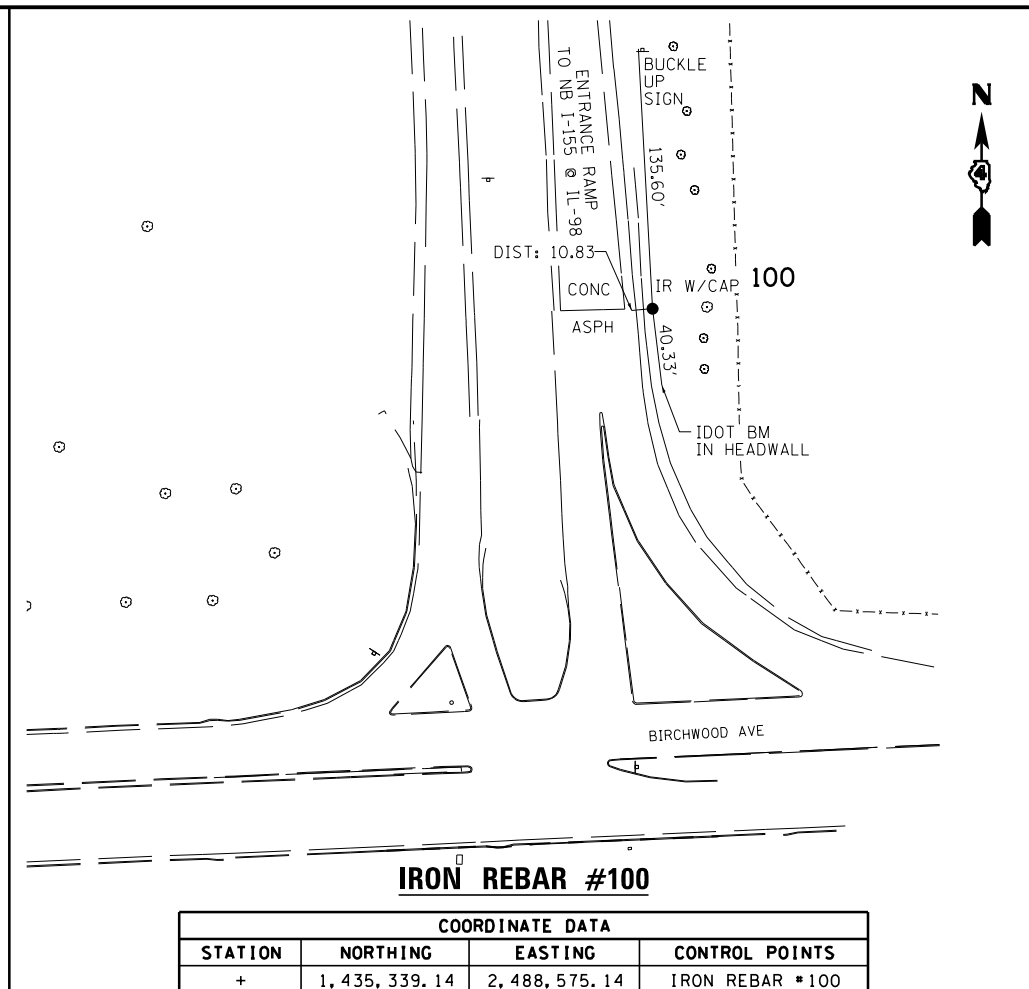 BUCKLE
UP
SIGN
N
4
ENTRANCE RAMP
TO NB I-155 @ IL-98
135.60'
DIST: 10.83
CONC
IR W/CAP 100
ASPH
40.33'
IDOT BM
IN HEADWALL
BIRCHWOOD AVE
IRON REBAR #100
COORDINATE DATA
STATION NORTHING EASTING CONTROL POINTS
+ 1,435,339.14 2,488,575.14 IRON REBAR #100